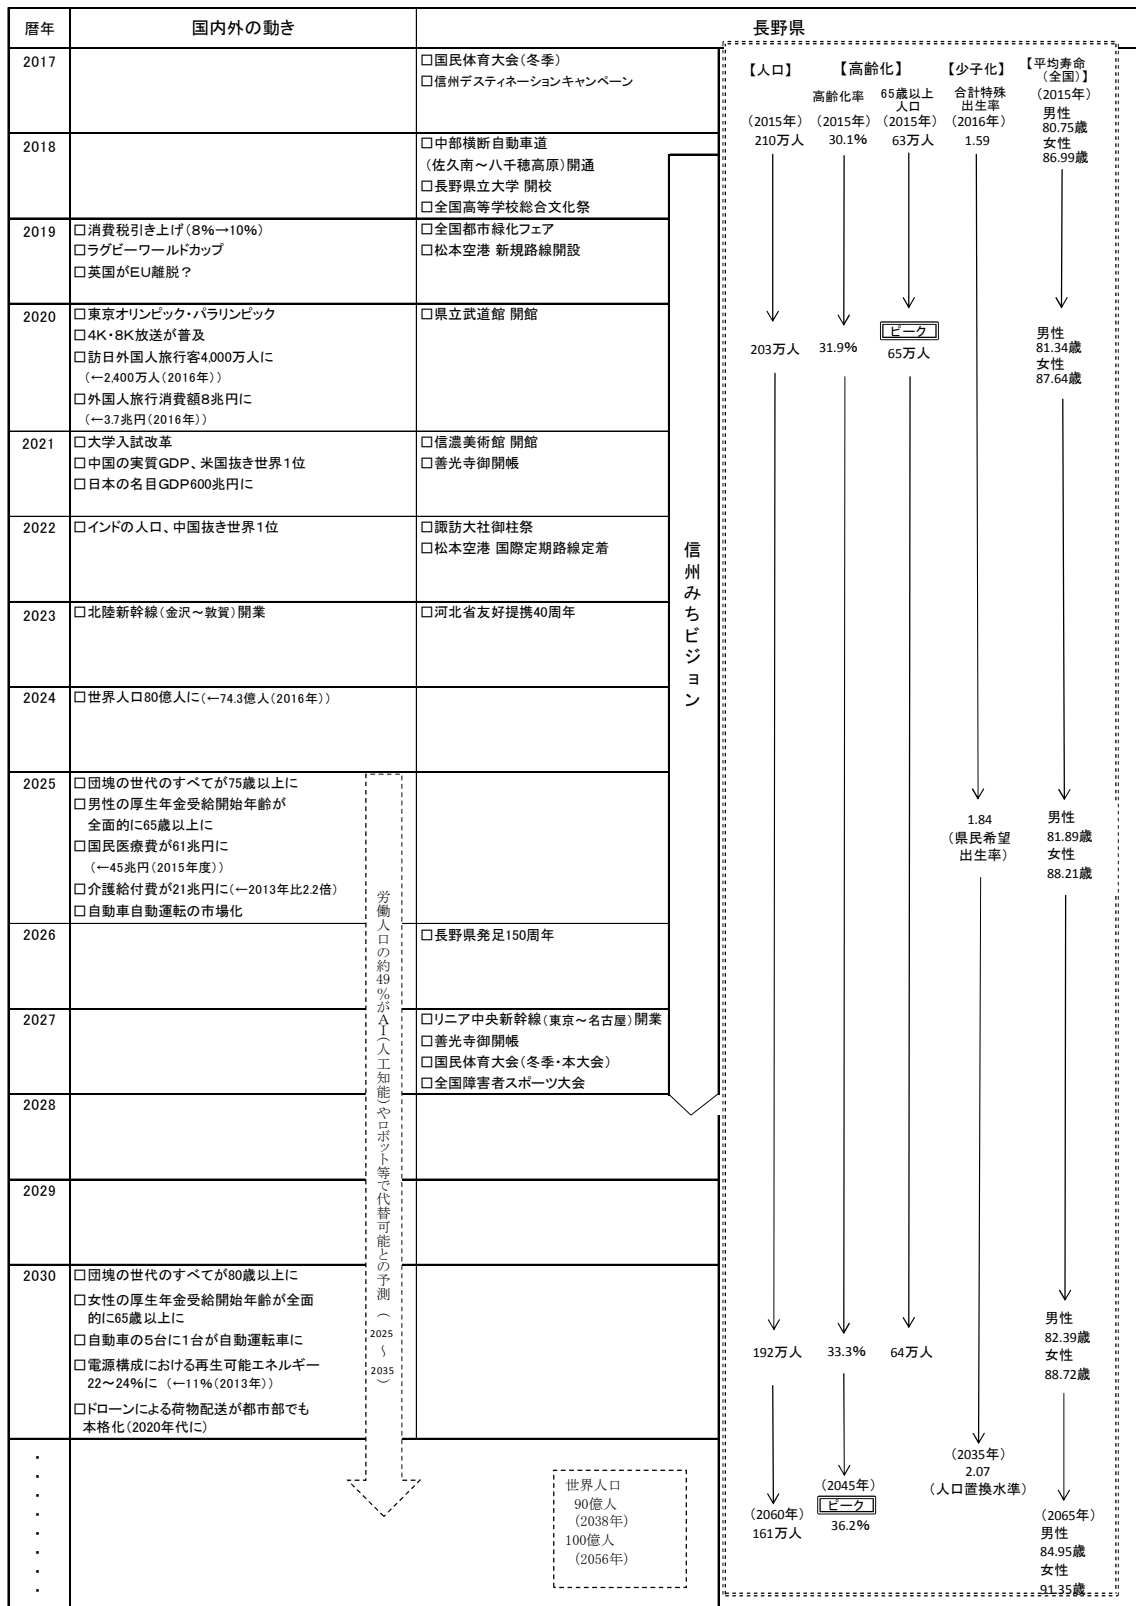 暦年
国内外の動き
長野県
2017
□国民体育大会(冬季)
□信州デスティネーションキャンペーン
2018
□中部横断自動車道
(佐久南～八千穂高原)開通
□長野県立大学 開校
□全国高等学校総合文化祭
2019
□消費税引き上げ(8%→10%)
□ラグビーワールドカップ
□英国がEU離脱？
□全国都市緑化フェア
□松本空港 新規路線開設
2020
□東京オリンピック・パラリンピック
□4K・8K放送が普及
□訪日外国人旅行客4,000万人に
(←2,400万人(2016年))
□外国人旅行消費額8兆円に
(←3.7兆円(2016年))
□県立武道館 開館
2021
□大学入試改革
□中国の実質GDP、米国抜き世界1位
□日本の名目GDP600兆円に
□信濃美術館 開館
□善光寺御開帳
2022
□インドの人口、中国抜き世界1位
□諏訪大社御柱祭
□松本空港 国際定期路線定着
2023
□北陸新幹線(金沢～敦賀)開業
□河北省友好提携40周年
2024
□世界人口80億人に(←74.3億人(2016年))
2025
□団塊の世代のすべてが75歳以上に
□男性の厚生年金受給開始年齢が
全面的に65歳以上に
□国民医療費が61兆円に
(←45兆円(2015年度))
□介護給付費が21兆円に(←2013年比2.2倍)
□自動車自動運転の市場化
2026
□長野県発足150周年
2027
□リニア中央新幹線(東京～名古屋)開業
□善光寺御開帳
□国民体育大会(冬季・本大会)
□全国障害者スポーツ大会
2028
2029
2030
□団塊の世代のすべてが80歳以上に
□女性の厚生年金受給開始年齢が全面
的に65歳以上に
□自動車の5台に1台が自動運転車に
□電源構成における再生可能エネルギー
22～24%に (←11%(2013年))
□ドローンによる荷物配送が都市部でも
本格化(2020年代に)
・
・
・
・
・
・
・
・
労働人口の約49%がAI(人工知能)やロボット等で代替可能との予測(2025～2035)
信州みちビジョン
世界人口
90億人
(2038年)
100億人
(2056年)
【人口】
(2015年)
210万人
203万人
192万人
(2060年)
161万人
【高齢化】
高齢化率
(2015年)
30.1%
31.9%
33.3%
(2045年)
ピーク
36.2%
65歳以上
人口
(2015年)
63万人
ピーク
65万人
64万人
【少子化】
合計特殊
出生率
(2016年)
1.59
1.84
(県民希望
出生率)
(2035年)
2.07
(人口置換水準)
【平均寿命
(全国)】
(2015年)
男性
80.75歳
女性
86.99歳
男性
81.34歳
女性
87.64歳
男性
81.89歳
女性
88.21歳
男性
82.39歳
女性
88.72歳
(2065年)
男性
84.95歳
女性
91.35歳